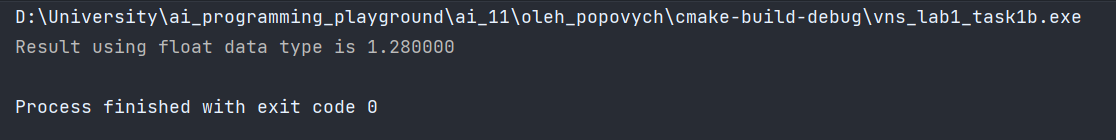 D:\University\ai_programming_playground\ai_11\oleh_popovych\cmake-build-debug\vns_lab1_task1b.exe
Result using float data type is 1.280000
Process finished with exit code 0